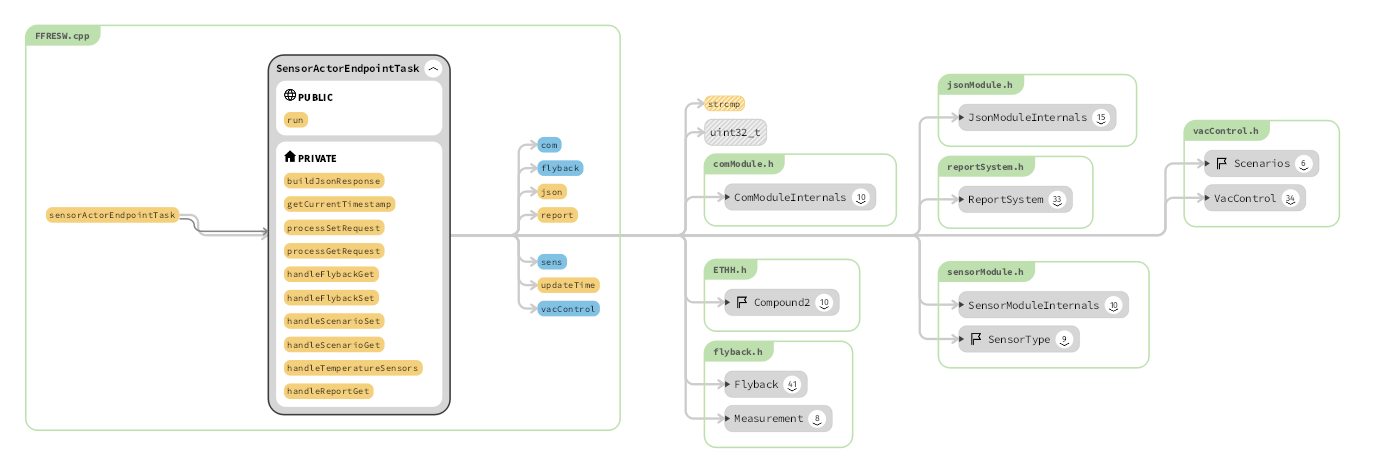 FFRESW.cpp
sensorActorEndpointTask
SensorActorEndpointTask
PUBLIC
run
PRIVATE
buildJsonResponse
getCurrentTimestamp
processSetRequest
processGetRequest
handleFlybackGet
handleFlybackSet
handleScenarioSet
handleScenarioGet
handleTemperatureSensors
handleReportGet
com
flyback
json
report
sens
updateTime
vacControl
strcmp
uint32_t
comModule.h
ComModuleInternals 10
ETHH.h
Compound2 10
flyback.h
Flyback 41
Measurement 8
jsonModule.h
JsonModuleInternals 15
reportSystem.h
ReportSystem 33
sensorModule.h
SensorModuleInternals 10
SensorType 9
vacControl.h
Scenarios 6
VacControl 34